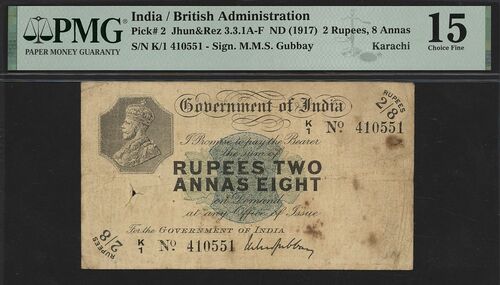 PMG
PAPER MONEY GUARANTY
India / British Administration
Pick# 2 Jhun&Rez 3.3.1A-F ND (1917) 2 Rupees, 8 Annas
S/N K/1 410551 - Sign. M.M.S. Gubbay Karachi
15
Choice Fine
Government of India
RUPEES
2/8
K/1 No 410551
I Promise to pay the Bearer
the sum of
RUPEES TWO
ANNAS EIGHT
on Demand
at any Office of Issue
For the GOVERNMENT OF INDIA
RUPEES
2/8
K/1 No 410551